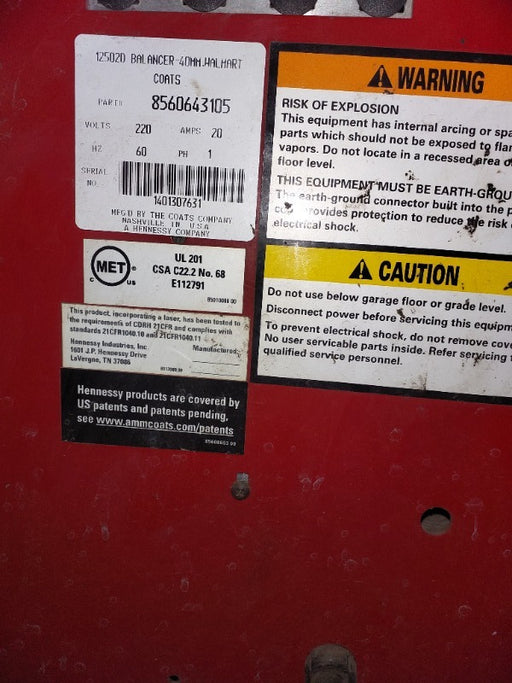 12502D BALANCER-40MM.WALMART
COATS
PART# 8560643105
VOLTS 220 AMPS 20
HZ 60 PH 1
SERIAL
NO.
1401307631
MFG'D BY THE COATS COMPANY
NASHVILLE TN U.S.A
A HENNESSY COMPANY
MET
C US
UL 201
CSA C22.2 No. 68
E112791
This product, incorporating a laser, has been tested to
the requirements of CDRH 21CFR and complies with
standards 21CFR1040.10 and 21CFR1040.11
Hennessy Industries, Inc.
1601 J.P. Hennessy Drive
LaVergne, TN 37086
Manufactured:
Hennessy products are covered by
US patents and patents pending,
see www.ammcoats.com/patents
WARNING
RISK OF EXPLOSION
This equipment has internal arcing or
parts which should not be exposed to
vapors. Do not locate in a recessed area
floor level.
THIS EQUIPMENT MUST BE
The earth-ground connector built into the
provides protection to reduce the risk
electrical shock.
CAUTION
Do not use below garage floor or grade level.
Disconnect power before servicing this
To prevent electrical shock, do not remove
No user servicable parts inside. Refer servicing
qualified service personnel.